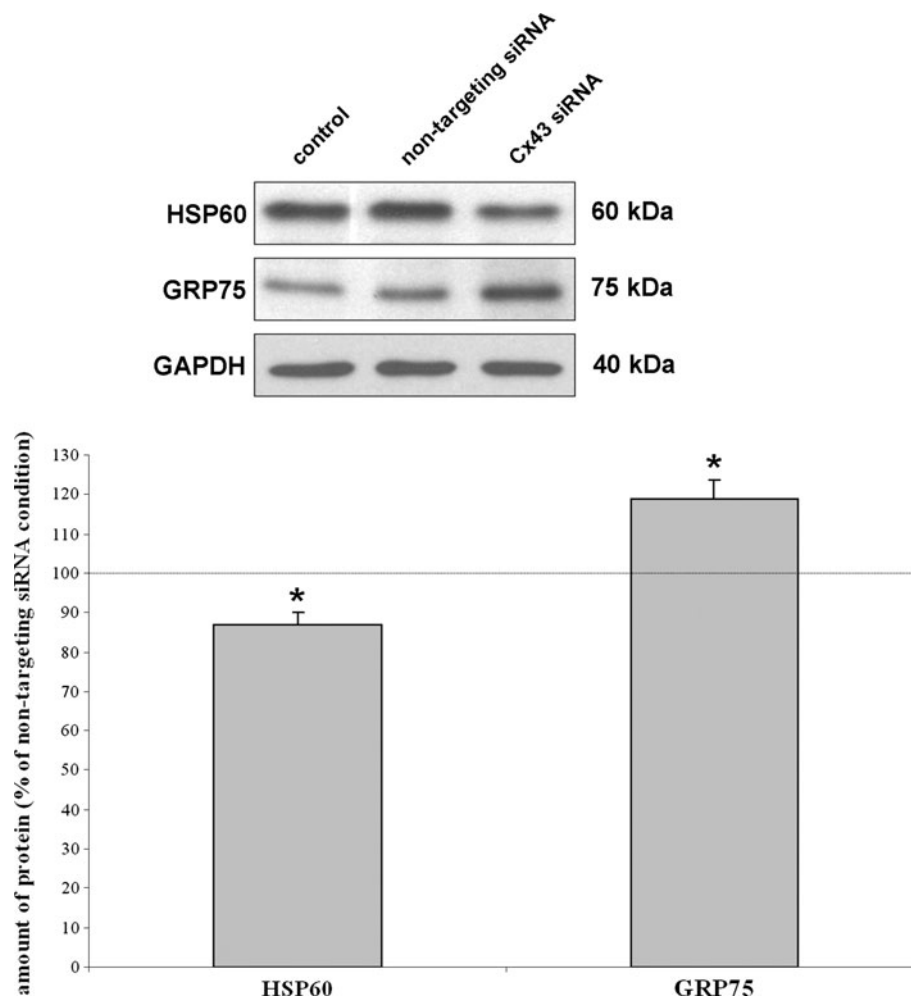 control
non-targeting siRNA
Cx43 siRNA
HSP60
60 kDa
GRP75
75 kDa
GAPDH
40 kDa
amount of protein (% of non-targeting siRNA condition)
130
120
110
100
90
80
70
60
50
40
30
20
10
0
*
*
HSP60
GRP75